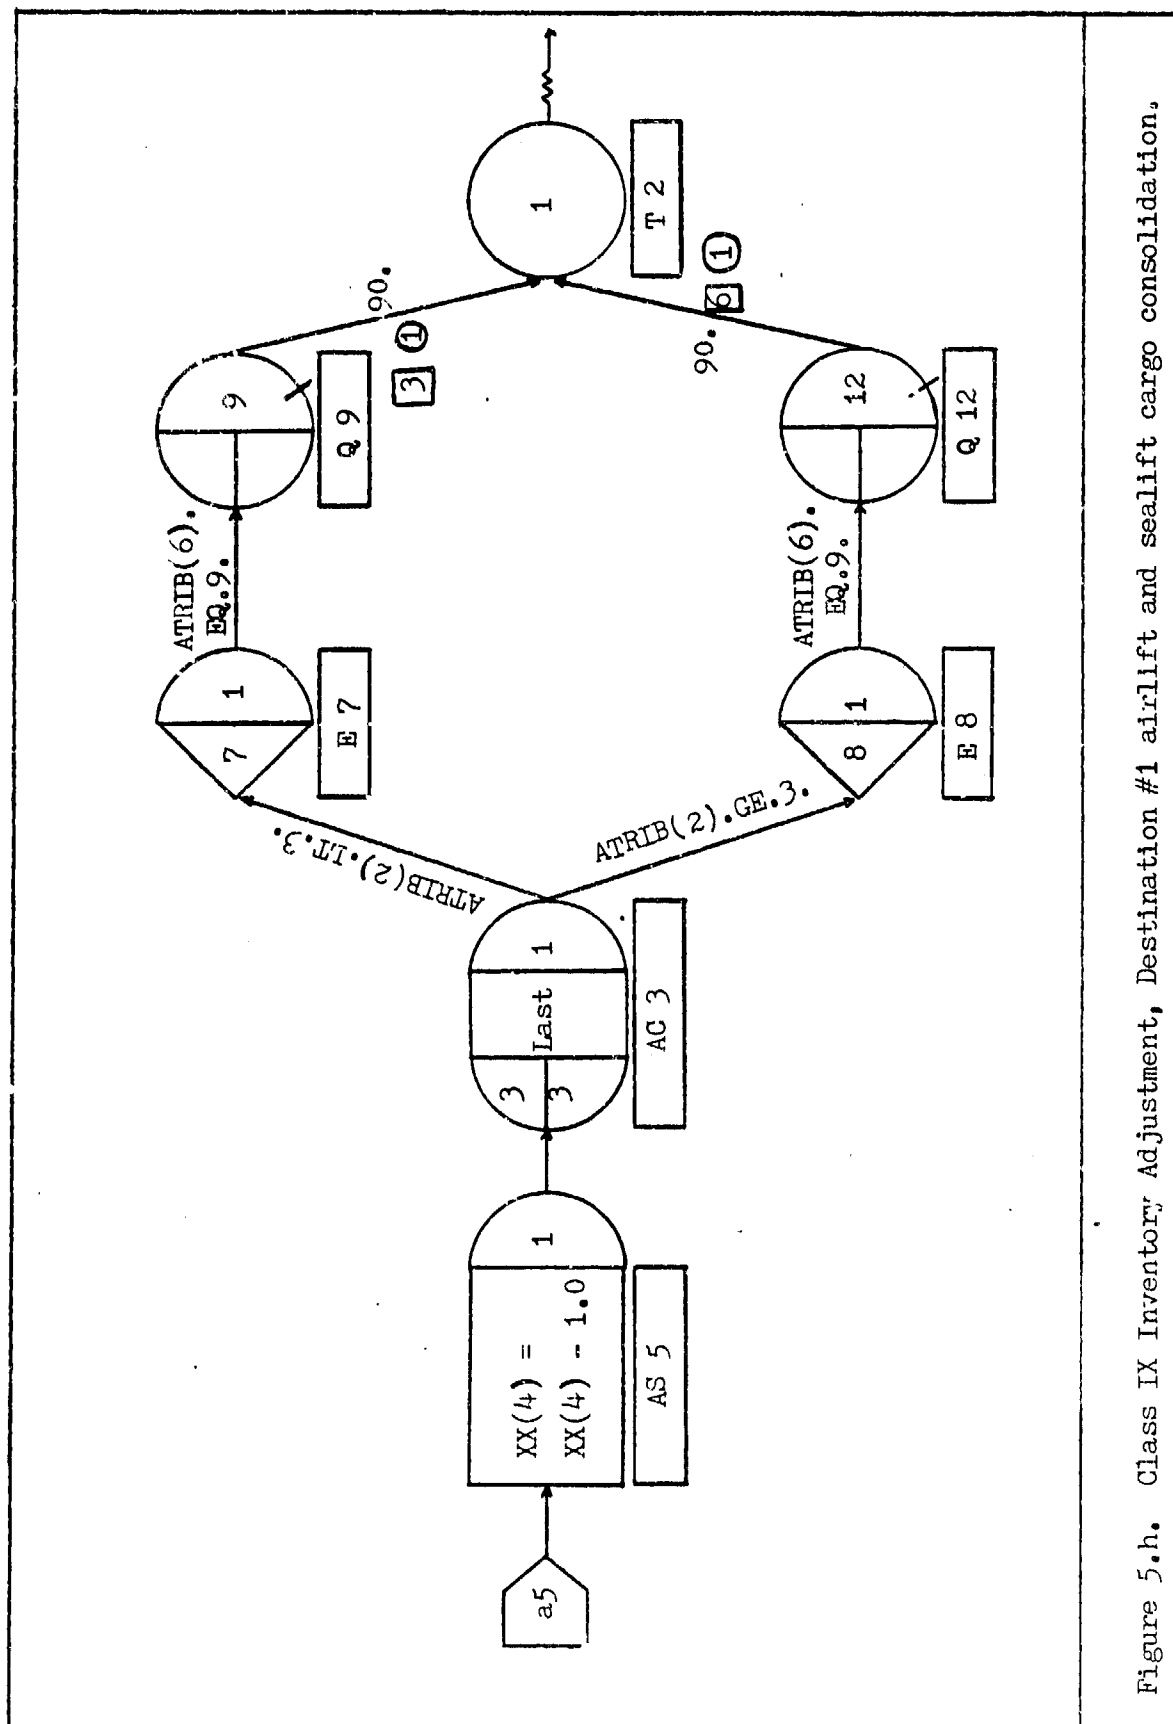 a5
XX(4) =
XX(4) - 1.0
1
AS 5
3
3
Last
1
AC 3
ATRIB(2).LT.3.
ATRIB(2).GE.3.
7
1
E 7
ATRIB(6).
EQ.9.
9
Q 9
90.
3
1
8
1
E 8
ATRIB(6).
EQ.9.
12
Q 12
90.
6
1
1
T 2
Figure 5.h. Class IX Inventory Adjustment, Destination #1 airlift and sealift cargo consolidation.